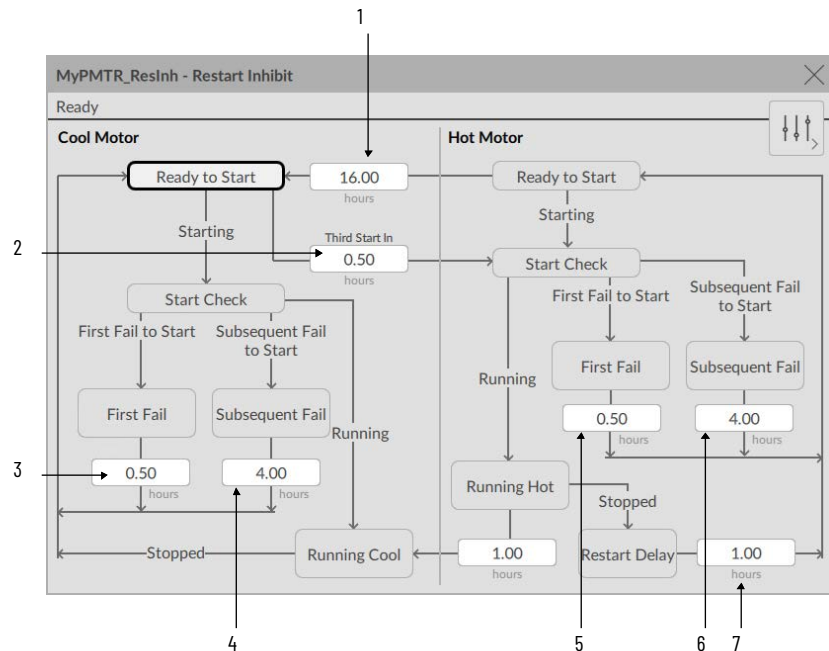 1
MyPMTR_ResInh - Restart Inhibit
Ready
Cool Motor
Hot Motor
Ready to Start
16.00
hours
Ready to Start
Starting
Starting
2
Third Start In
0.50
hours
Start Check
Start Check
First Fail to Start
Subsequent Fail
to Start
First Fail to Start
Subsequent Fail
to Start
First Fail
Subsequent Fail
Running
Running
First Fail
Subsequent Fail
0.50
hours
4.00
hours
3
0.50
hours
4.00
hours
Running Hot
Stopped
Stopped
Running Cool
1.00
hours
Restart Delay
1.00
hours
4
5
6
7